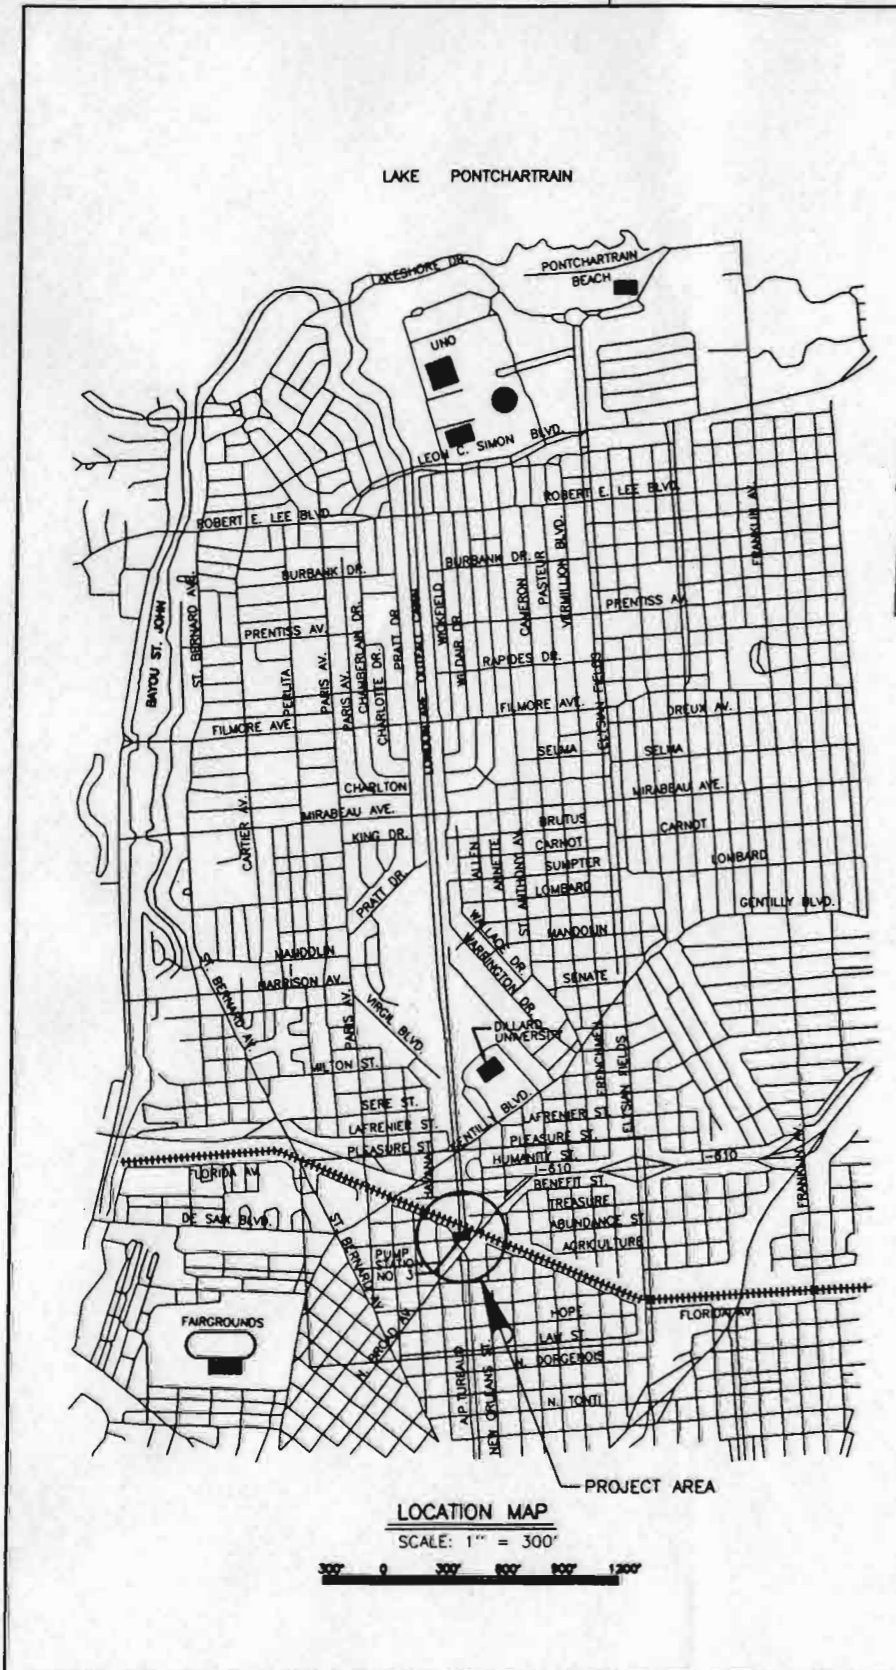 LAKE PONTCHARTRAIN
LAKESHORE DR.
PONTCHARTRAIN
BEACH
UNO
LEON C. SIMON BLVD.
ROBERT E. LEE BLVD.
ROBERT E. LEE BLVD.
FRANKLIN AV.
BURBANK DR.
BURBANK DR.
BAYOU ST. JOHN
ST. BERNARD AVE.
PRENTISS AV.
PRENTISS AV.
PERLITA
PARIS AV.
PARIS AV.
CHAMBERLAIN DR.
CHARLOTTE DR.
PRATT DR
LONDON AVE OUTFALL CANAL
WICKFIELD
WILDAIR DR.
CAMERON
PASTEUR
VERMILLION BLVD.
RAPIDES DR.
ELYSIAN FIELDS
FILMORE AVE.
FILMORE AVE.
DREUX AV.
SELMA
SELMA
CHARLTON
MIRABEAU AVE.
MIRABEAU AVE.
CARTIER AV.
KING DR.
BRUTUS
CARNOT
CARNOT
ALLEN
ANNETTE
ST. ANTHONY AV.
SUMPTER
LOMBARD
LOMBARD
PRATT DR.
GENTILLY BLVD.
WALLACE DR.
WARRINGTON DR.
MANDOLIN
MANDOLIN
HARRISON AV.
ST. BERNARD AV.
SENATE
PARIS AV.
VIRGIL BLVD.
DILLARD
UNIVERSITY
FRENCHMEN
ELYSIAN FIELDS
MILTON ST.
SERE ST.
GENTILLY BLVD.
LAFRENIER ST.
LAFRENIER ST.
PLEASURE ST.
PLEASURE ST.
HUMANITY ST.
I-610
I-610
FRANKLIN AV.
FLORIDA AV.
HAVANA
BENEFIT ST.
TREASURE
DE SAIX BLVD.
ABUNDANCE ST.
AGRICULTURE
ST. BERNARD AV.
PUMP
STATION
NO 3
N. BROAD AV.
FAIRGROUNDS
HOPE
FLORIDA AV.
LAW ST.
N. DORGENOIS
A.P. TUREAUD
NEW ORLEANS ST.
N. TONTI
PROJECT AREA
LOCATION MAP
SCALE: 1" = 300'
300' 0 300' 600' 900' 1200'